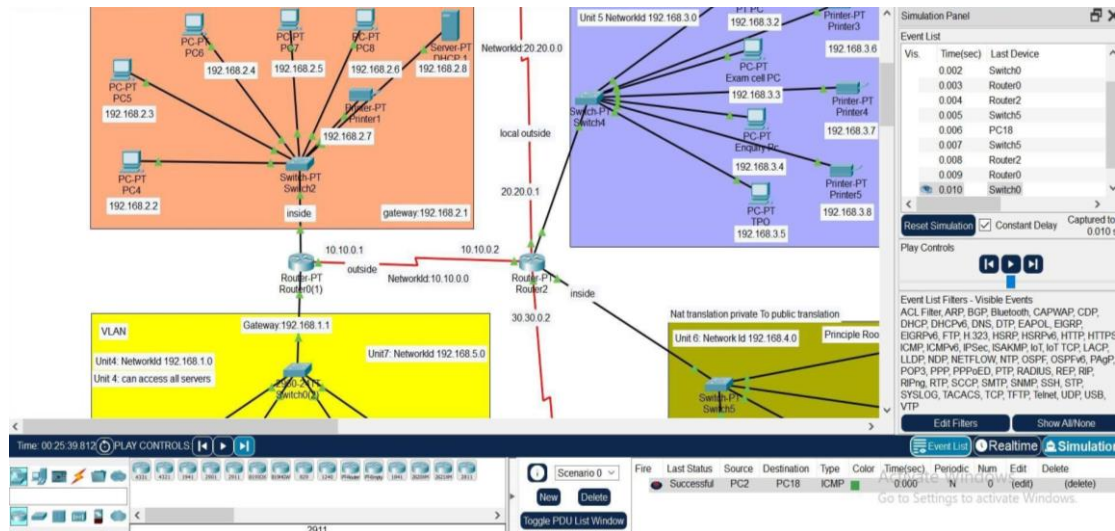 PC-PT
PC6
PC-PT
PC7
PC-PT
PC8
Server-PT
DHCP 1
192.168.2.4
192.168.2.5
192.168.2.6
192.168.2.8
PC-PT
PC5
192.168.2.3
Printer-PT
Printer1
192.168.2.7
PC-PT
PC4
192.168.2.2
Switch-PT
Switch2
inside
gateway:192.168.2.1
NetworkId:20.20.0.0
local outside
20.20.0.1
Unit 5 NetworkId 192.168.3.0
PT PC
192.168.3.2
Printer-PT
Printer3
192.168.3.6
PC-PT
Exam cell PC
192.168.3.3
Switch-PT
Switch4
Printer-PT
Printer4
192.168.3.7
PC-PT
Enquiry Pc
192.168.3.4
Printer-PT
Printer5
192.168.3.8
PC-PT
TPO
192.168.3.5
10.10.0.1
10.10.0.2
outside
NetworkId:10.10.0.0
Router-PT
Router0(1)
Router-PT
Router2
inside
30.30.0.2
VLAN
Gateway:192.168.1.1
Unit4: NetworkId 192.168.1.0
Unit7: NetworkId 192.168.5.0
Unit 4: can access all servers
Switch0(2)
Nat translation private To public translation
Unit 6: NetworkId 192.168.4.0
Principle Roo
Switch-PT
Switch5
Simulation Panel
Event List
Vis. Time(sec) Last Device
0.002 Switch0
0.003 Router0
0.004 Router2
0.005 Switch5
0.006 PC18
0.007 Switch5
0.008 Router2
0.009 Router0
0.010 Switch0
Reset Simulation Constant Delay Captured to
0.010 s
Play Controls
Event List Filters - Visible Events
ACL Filter, ARP, BGP, Bluetooth, CAPWAP, CDP,
DHCP, DHCPv6, DNS, DTP, EAPOL, EIGRP,
EIGRPv6, FTP, H.323, HSRP, HSRPv6, HTTP, HTTPS,
ICMP, ICMPv6, IPSec, ISAKMP, IoT, IoT TCP, LACP,
LLDP, NDP, NETFLOW, NTP, OSPF, OSPFv6, PAgP,
POP3, PPP, PPPoED, PTP, RADIUS, REP, RIP,
RIPng, RTP, SCCP, SMTP, SNMP, SSH, STP,
SYSLOG, TACACS, TCP, TFTP, Telnet, UDP, USB,
VTP
Edit Filters Show All/None
Time: 00:25:39.812 PLAY CONTROLS
Event List Realtime Simulation
Scenario 0
New Delete
Toggle PDU List Window
2911
Fire Last Status Source Destination Type Color Time(sec) Periodic Num Edit Delete
Successful PC2 PC18 ICMP 0.000 N 0 (edit) (delete)
Activate Windows
Go to Settings to activate Windows.